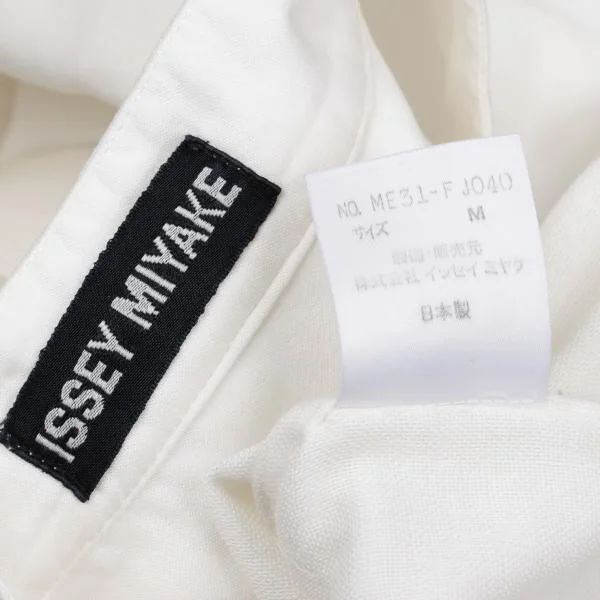 ISSEY MIYAKE
NO. ME31-FJ040
サイズ M
製造・販売元
株式会社 イッセイ ミヤケ
日本製